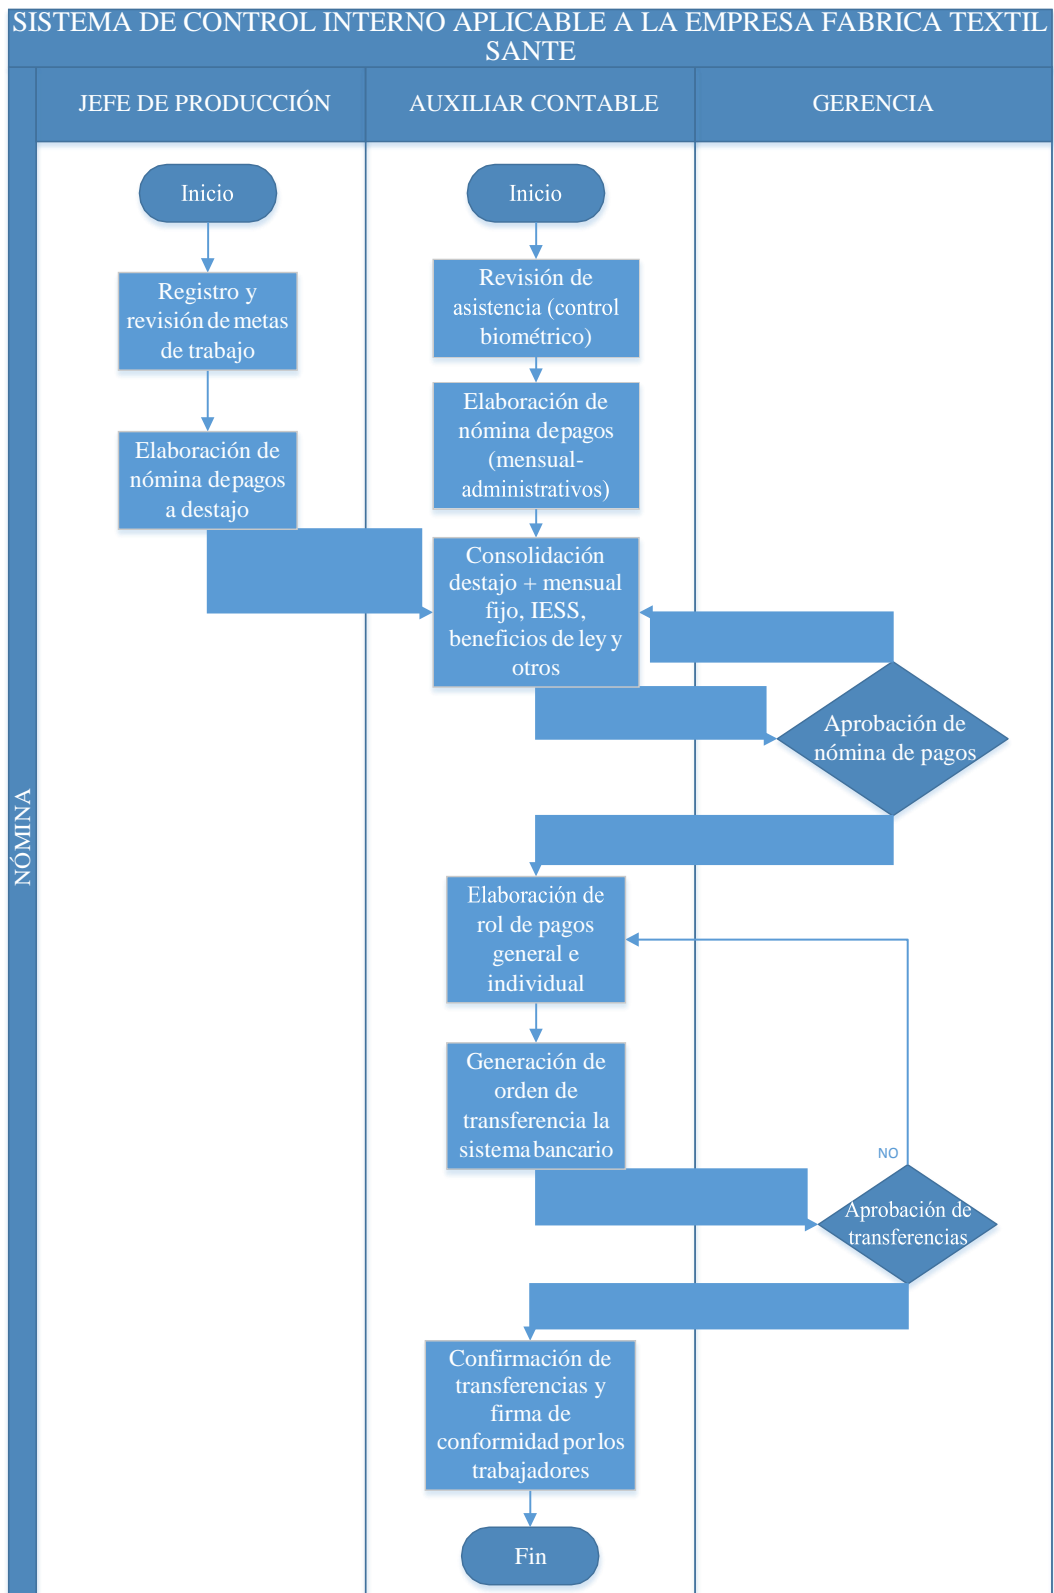 SISTEMA DE CONTROL INTERNO APLICABLE A LA EMPRESA FABRICA TEXTIL
SANTE
JEFE DE PRODUCCIÓN
AUXILIAR CONTABLE
GERENCIA
NÓMINA
Inicio
Registro y
revisión de metas
de trabajo
Elaboración de
nómina de pagos
a destajo
Inicio
Revisión de
asistencia (control
biométrico)
Elaboración de
nómina de pagos
(mensual-
administrativos)
Consolidación
destajo + mensual
fijo, IESS,
beneficios de ley y
otros
Aprobación de
nómina de pagos
Elaboración de
rol de pagos
general e
individual
Generación de
orden de
transferencia la
sistema bancario
NO
Aprobación de
transferencias
Confirmación de
transferencias y
firma de
conformidad por los
trabajadores
Fin